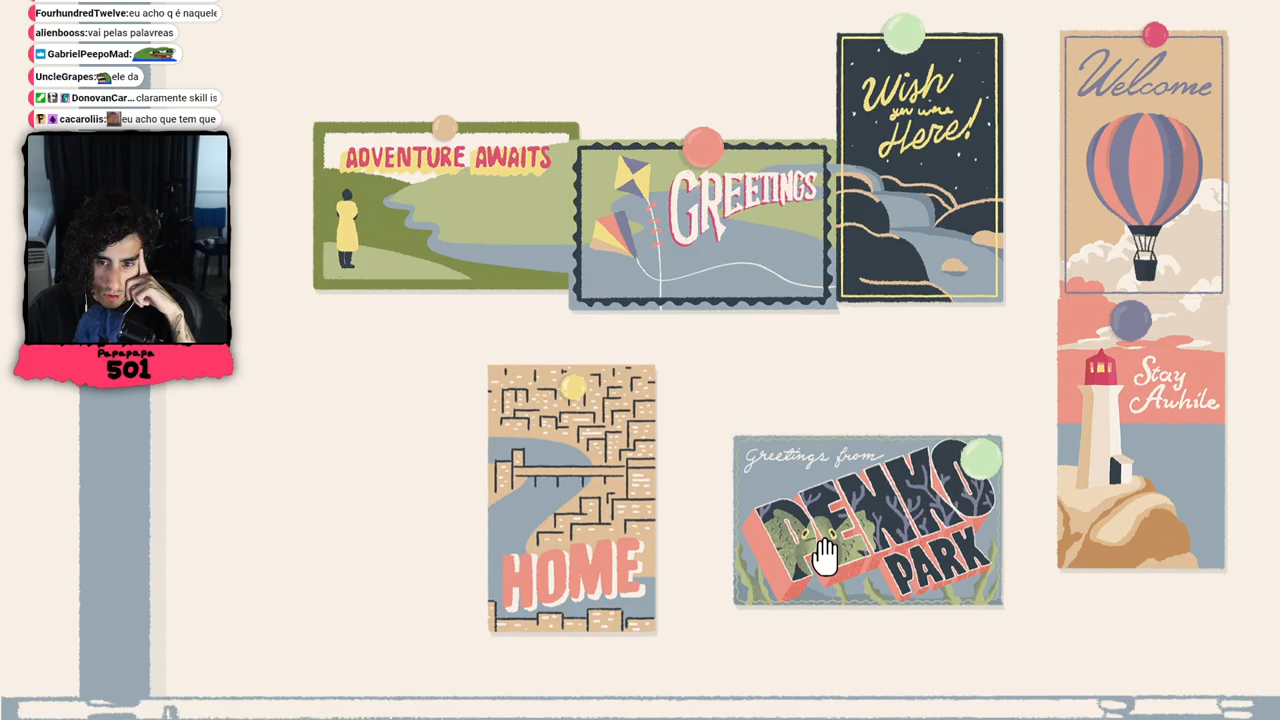 FourhundredTwelve:eu acho q é naquele
alienbooss:vai pelas palavreas
GabrielPeepoMad:
UncleGrapes: ele da
DonovanCar... claramente skill is
cacaroliis: eu acho que tem que
Papapapa
501
ADVENTURE AWAITS
GREETINGS
Wish
you were
Here!
Welcome
Stay
Awhile
HOME
Greetings from
PARK